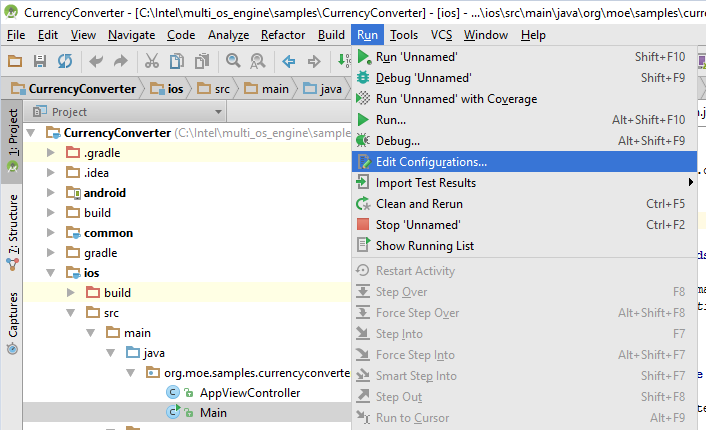 CurrencyConverter - [C:\Intel\multi_os_engine\samples\CurrencyConverter] - [ios] - ...\ios\src\main\java\org\moe\samples\curr
File Edit View Navigate Code Analyze Refactor Build Run Tools VCS Window Help
CurrencyConverter ios src main java
Project
1: Project
7: Structure
Captures
CurrencyConverter (C:\Intel\multi_os_engine\sample
.gradle
.idea
android
build
common
gradle
ios
build
src
main
java
org.moe.samples.currencyconverte
AppViewController
Main
Run 'Unnamed' Shift+F10
Debug 'Unnamed' Shift+F9
Run 'Unnamed' with Coverage
Run... Alt+Shift+F10
Debug... Alt+Shift+F9
Edit Configurations...
Import Test Results
Clean and Rerun Ctrl+F5
Stop 'Unnamed' Ctrl+F2
Show Running List
Restart Activity
Step Over F8
Force Step Over Alt+Shift+F8
Step Into F7
Force Step Into Alt+Shift+F7
Smart Step Into Shift+F7
Step Out Shift+F8
Run to Cursor Alt+F9